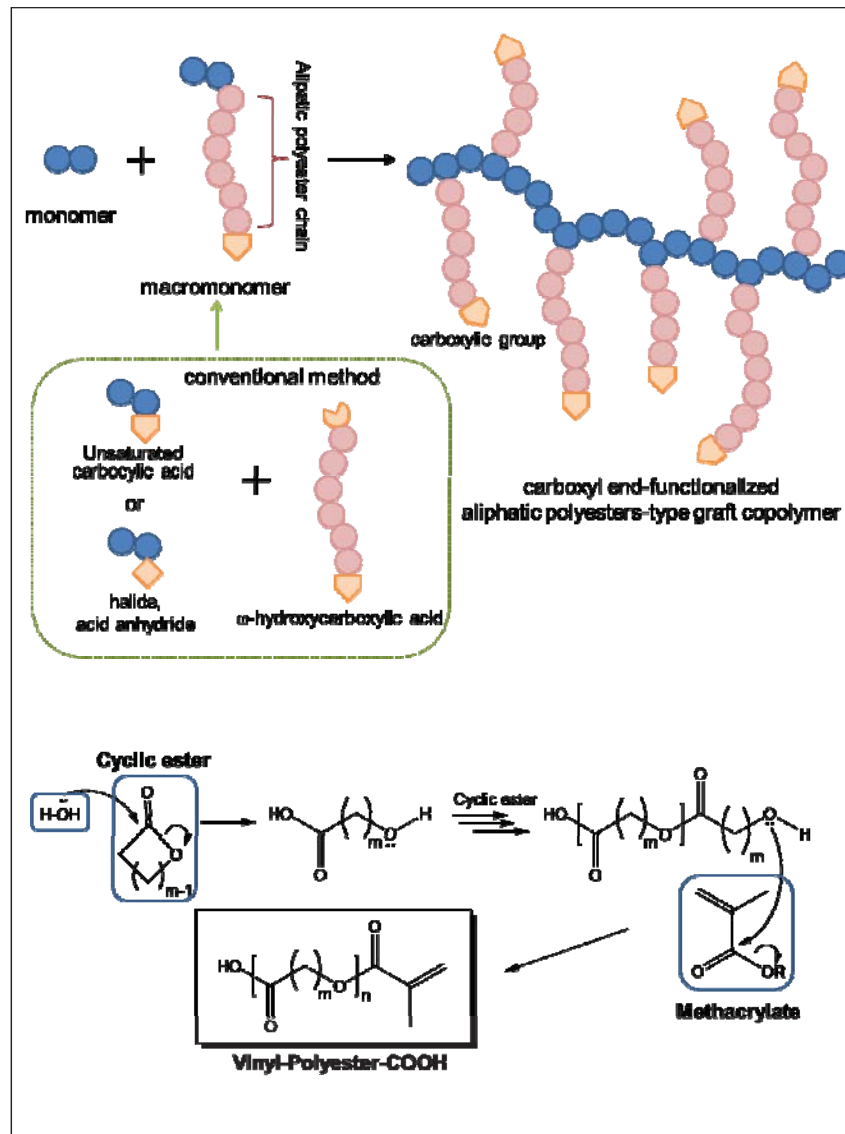 Alipatic polyester chain
+
monomer
macromonomer
carboxylic group
conventional method
Unsaturated
carbocylic acid
+
or
halide,
acid anhydride
ω-hydroxycarboxylic acid
carboxyl end-functionalized
aliphatic polyesters-type graft copolymer
Cyclic ester
H-ÖH
O
O
m-1
HO
O
m
O
H
Cyclic ester
HO
O
m
O
O
m
O
H
O
OR
Methacrylate
HO
O
m
O
n
O
Vinyl-Polyester-COOH